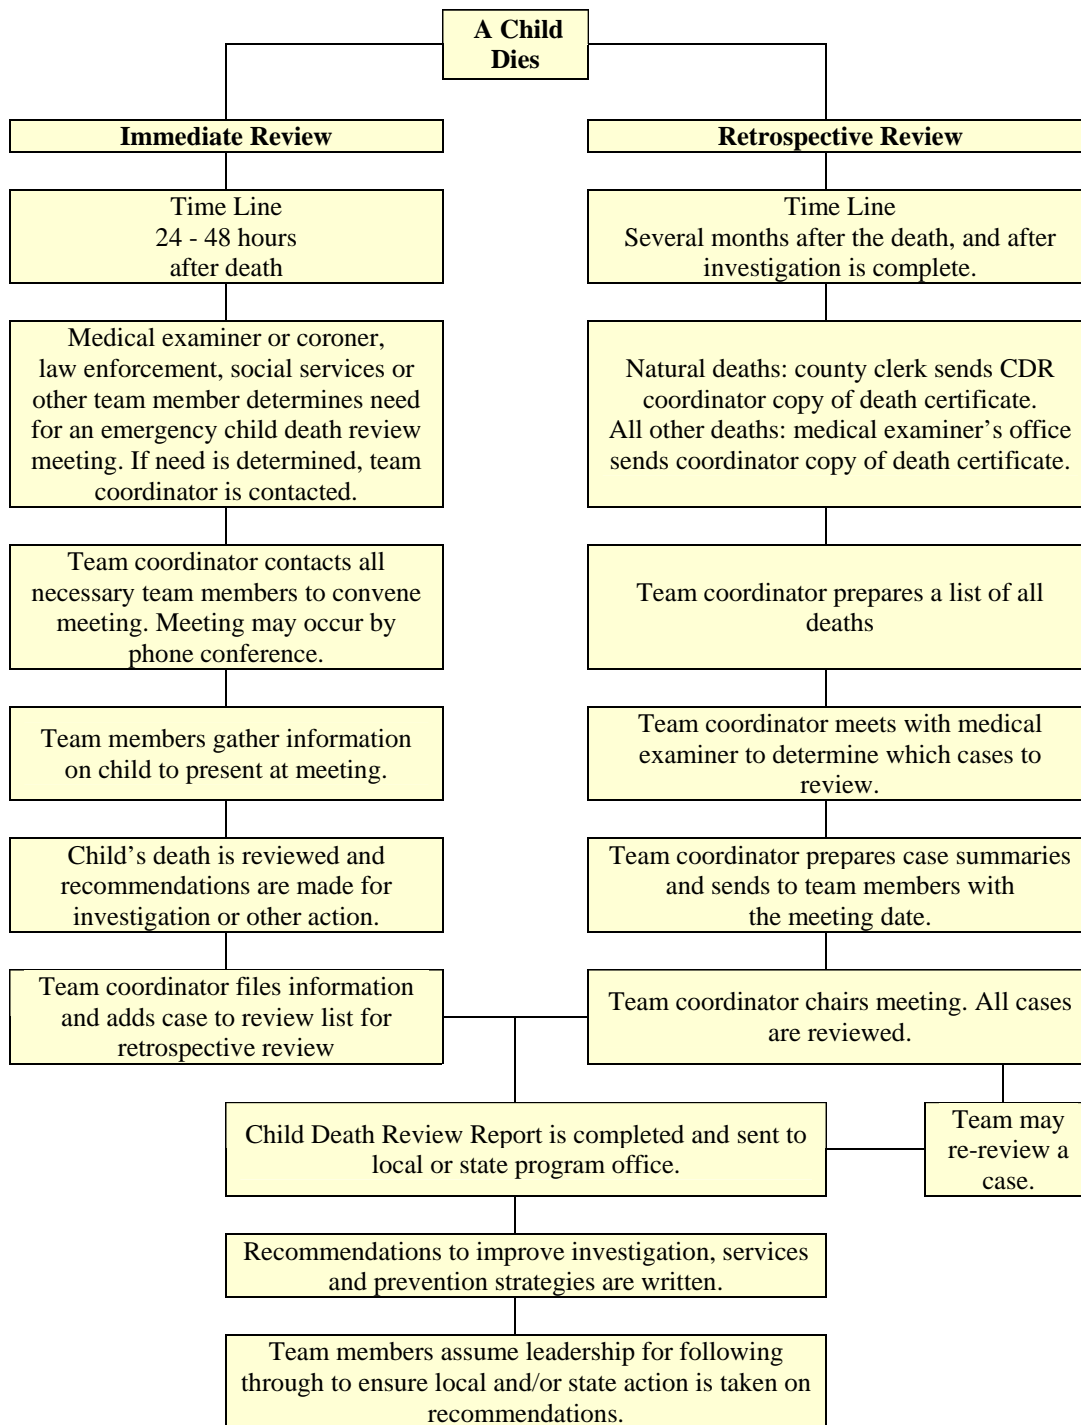 A Child
Dies
Immediate Review
Time Line
24 - 48 hours
after death
Medical examiner or coroner,
law enforcement, social services or
other team member determines need
for an emergency child death review
meeting. If need is determined, team
coordinator is contacted.
Team coordinator contacts all
necessary team members to convene
meeting. Meeting may occur by
phone conference.
Team members gather information
on child to present at meeting.
Child’s death is reviewed and
recommendations are made for
investigation or other action.
Team coordinator files information
and adds case to review list for
retrospective review
Retrospective Review
Time Line
Several months after the death, and after
investigation is complete.
Natural deaths: county clerk sends CDR
coordinator copy of death certificate.
All other deaths: medical examiner’s office
sends coordinator copy of death certificate.
Team coordinator prepares a list of all
deaths
Team coordinator meets with medical
examiner to determine which cases to
review.
Team coordinator prepares case summaries
and sends to team members with
the meeting date.
Team coordinator chairs meeting. All cases
are reviewed.
Team may
re-review a
case.
Child Death Review Report is completed and sent to
local or state program office.
Recommendations to improve investigation, services
and prevention strategies are written.
Team members assume leadership for following
through to ensure local and/or state action is taken on
recommendations.